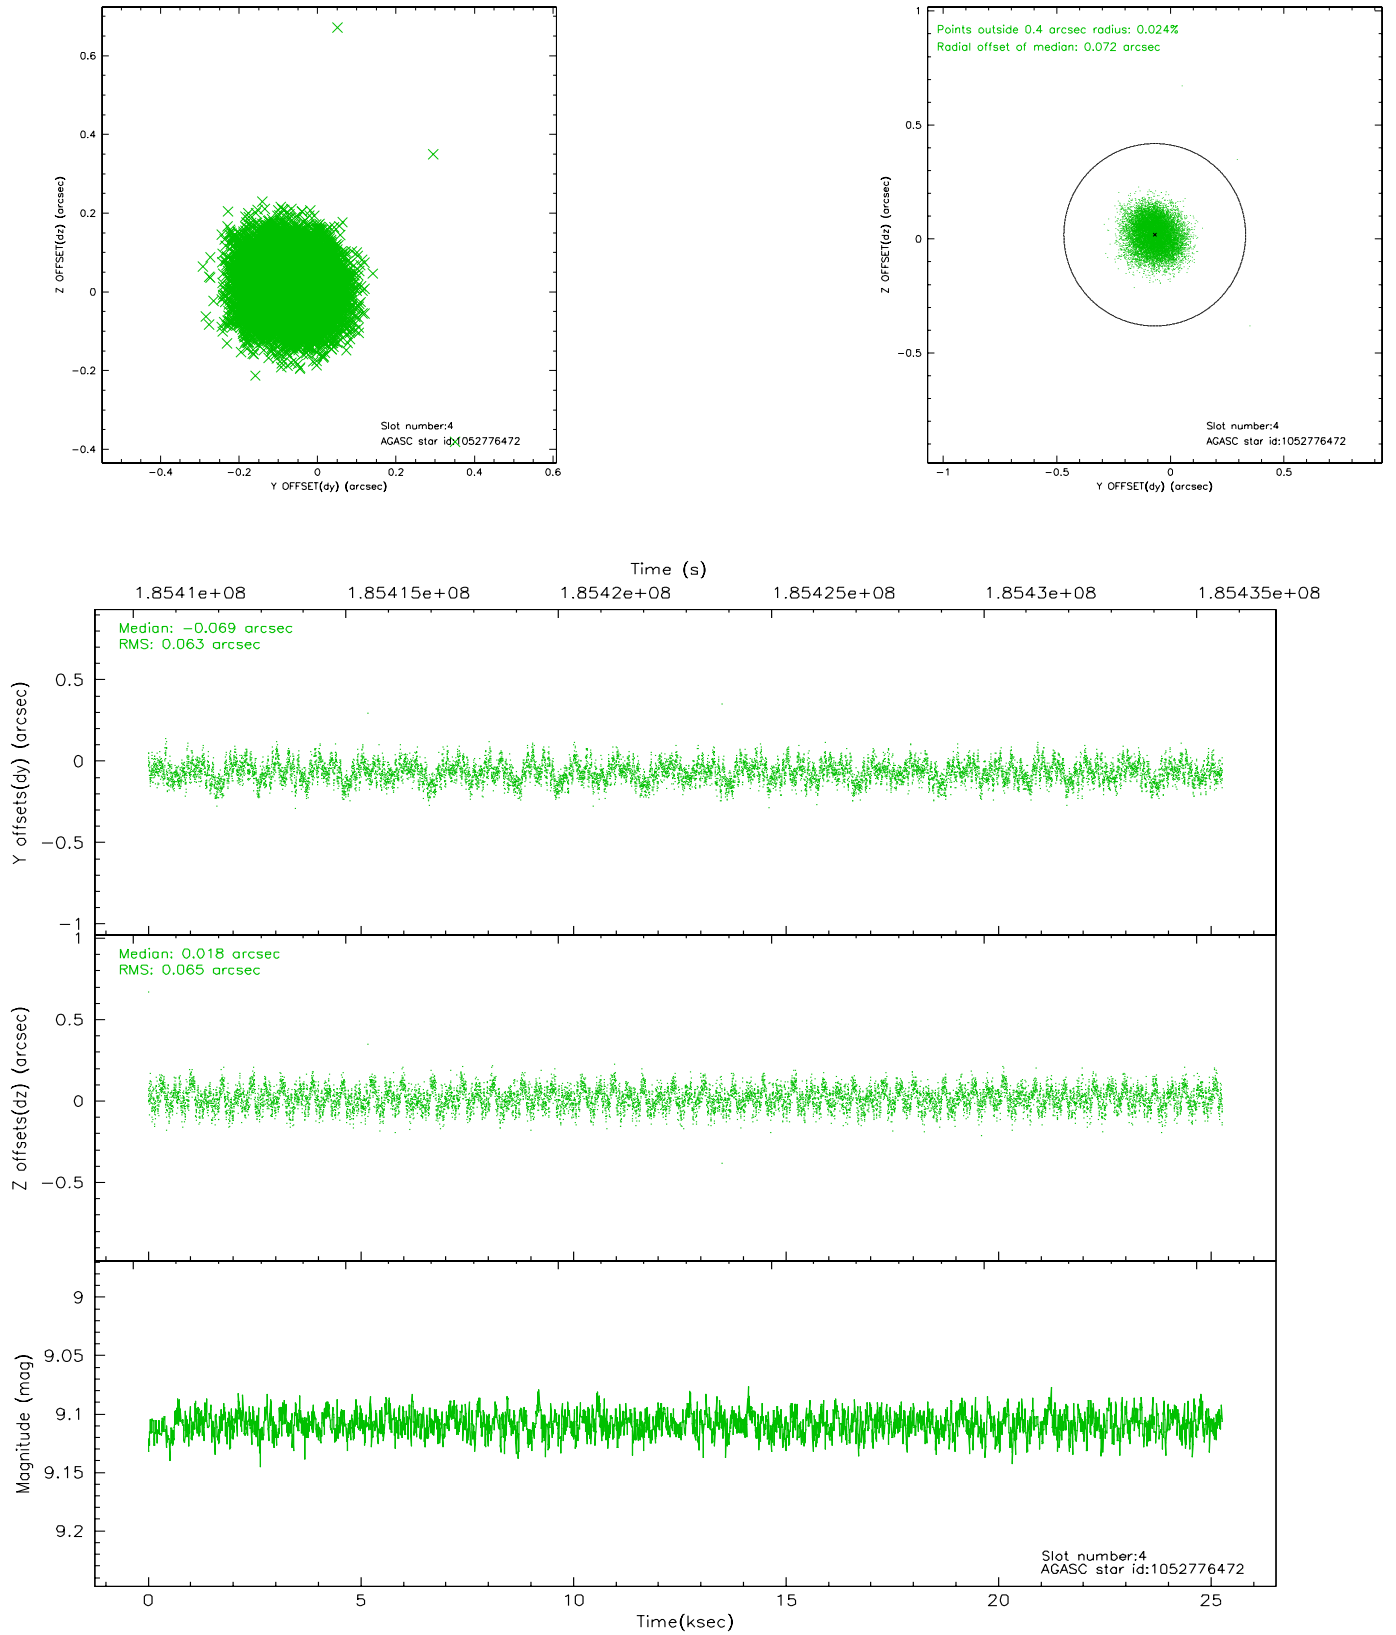 0.6
0.4
0.2
0
−0.2
−0.4
−0.4
−0.2
0
0.2
0.4
0.6
Z OFFSET(dz) (arcsec)
Y OFFSET(dy) (arcsec)
Slot number:4
AGASC star id:1052776472
Points outside 0.4 arcsec radius: 0.024%
Radial offset of median: 0.072 arcsec
1
0.5
0
−0.5
−1
−0.5
0
0.5
Z OFFSET(dz) (arcsec)
Y OFFSET(dy) (arcsec)
Slot number:4
AGASC star id:1052776472
Time (s)
1.8541e+08
1.85415e+08
1.8542e+08
1.85425e+08
1.8543e+08
1.85435e+08
Median: −0.069 arcsec
RMS: 0.063 arcsec
0.5
0
−0.5
−1
Y offsets(dy) (arcsec)
Median: 0.018 arcsec
RMS: 0.065 arcsec
1
0.5
0
−0.5
Z offsets(dz) (arcsec)
9
9.05
9.1
9.15
9.2
Magnitude (mag)
Slot number:4
AGASC star id:1052776472
0
5
10
15
20
25
Time(ksec)